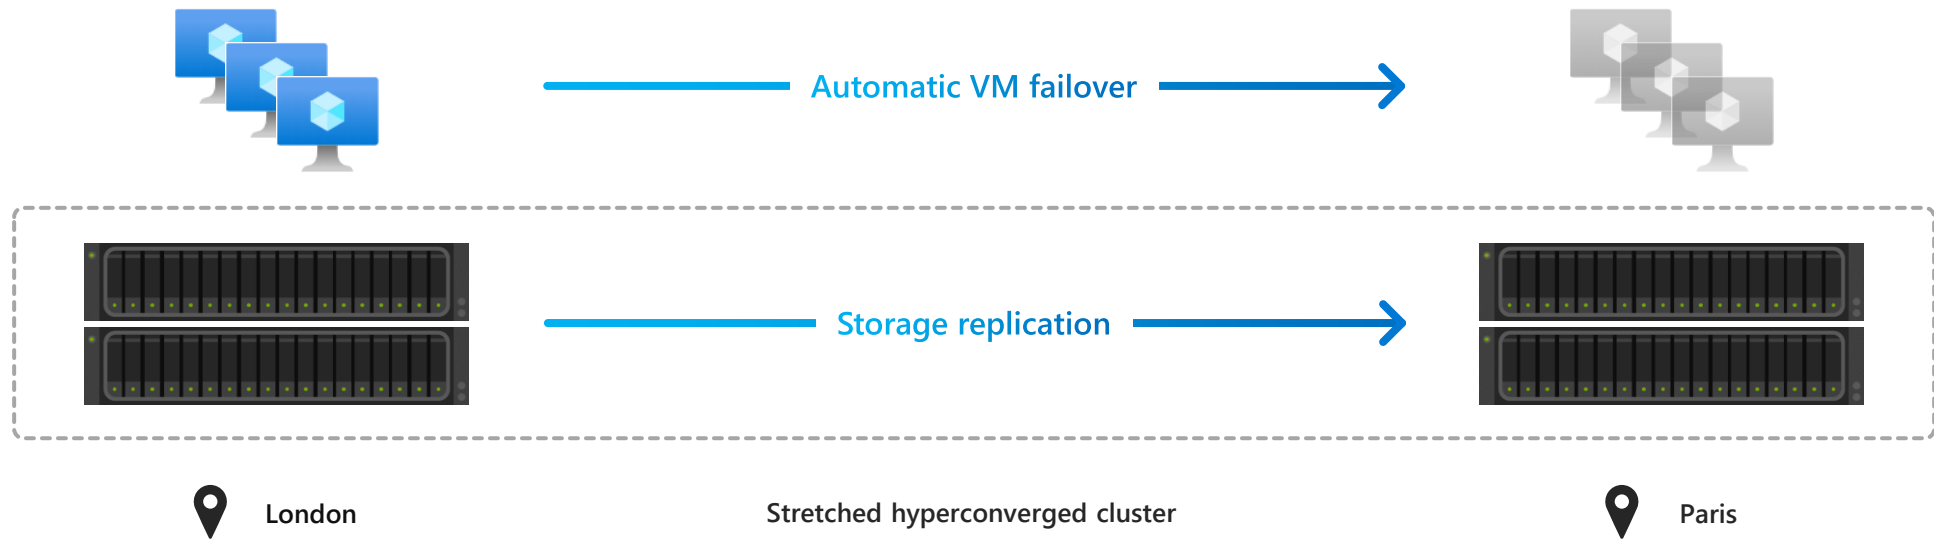 Automatic VM failover
Storage replication
London
Stretched hyperconverged cluster
Paris